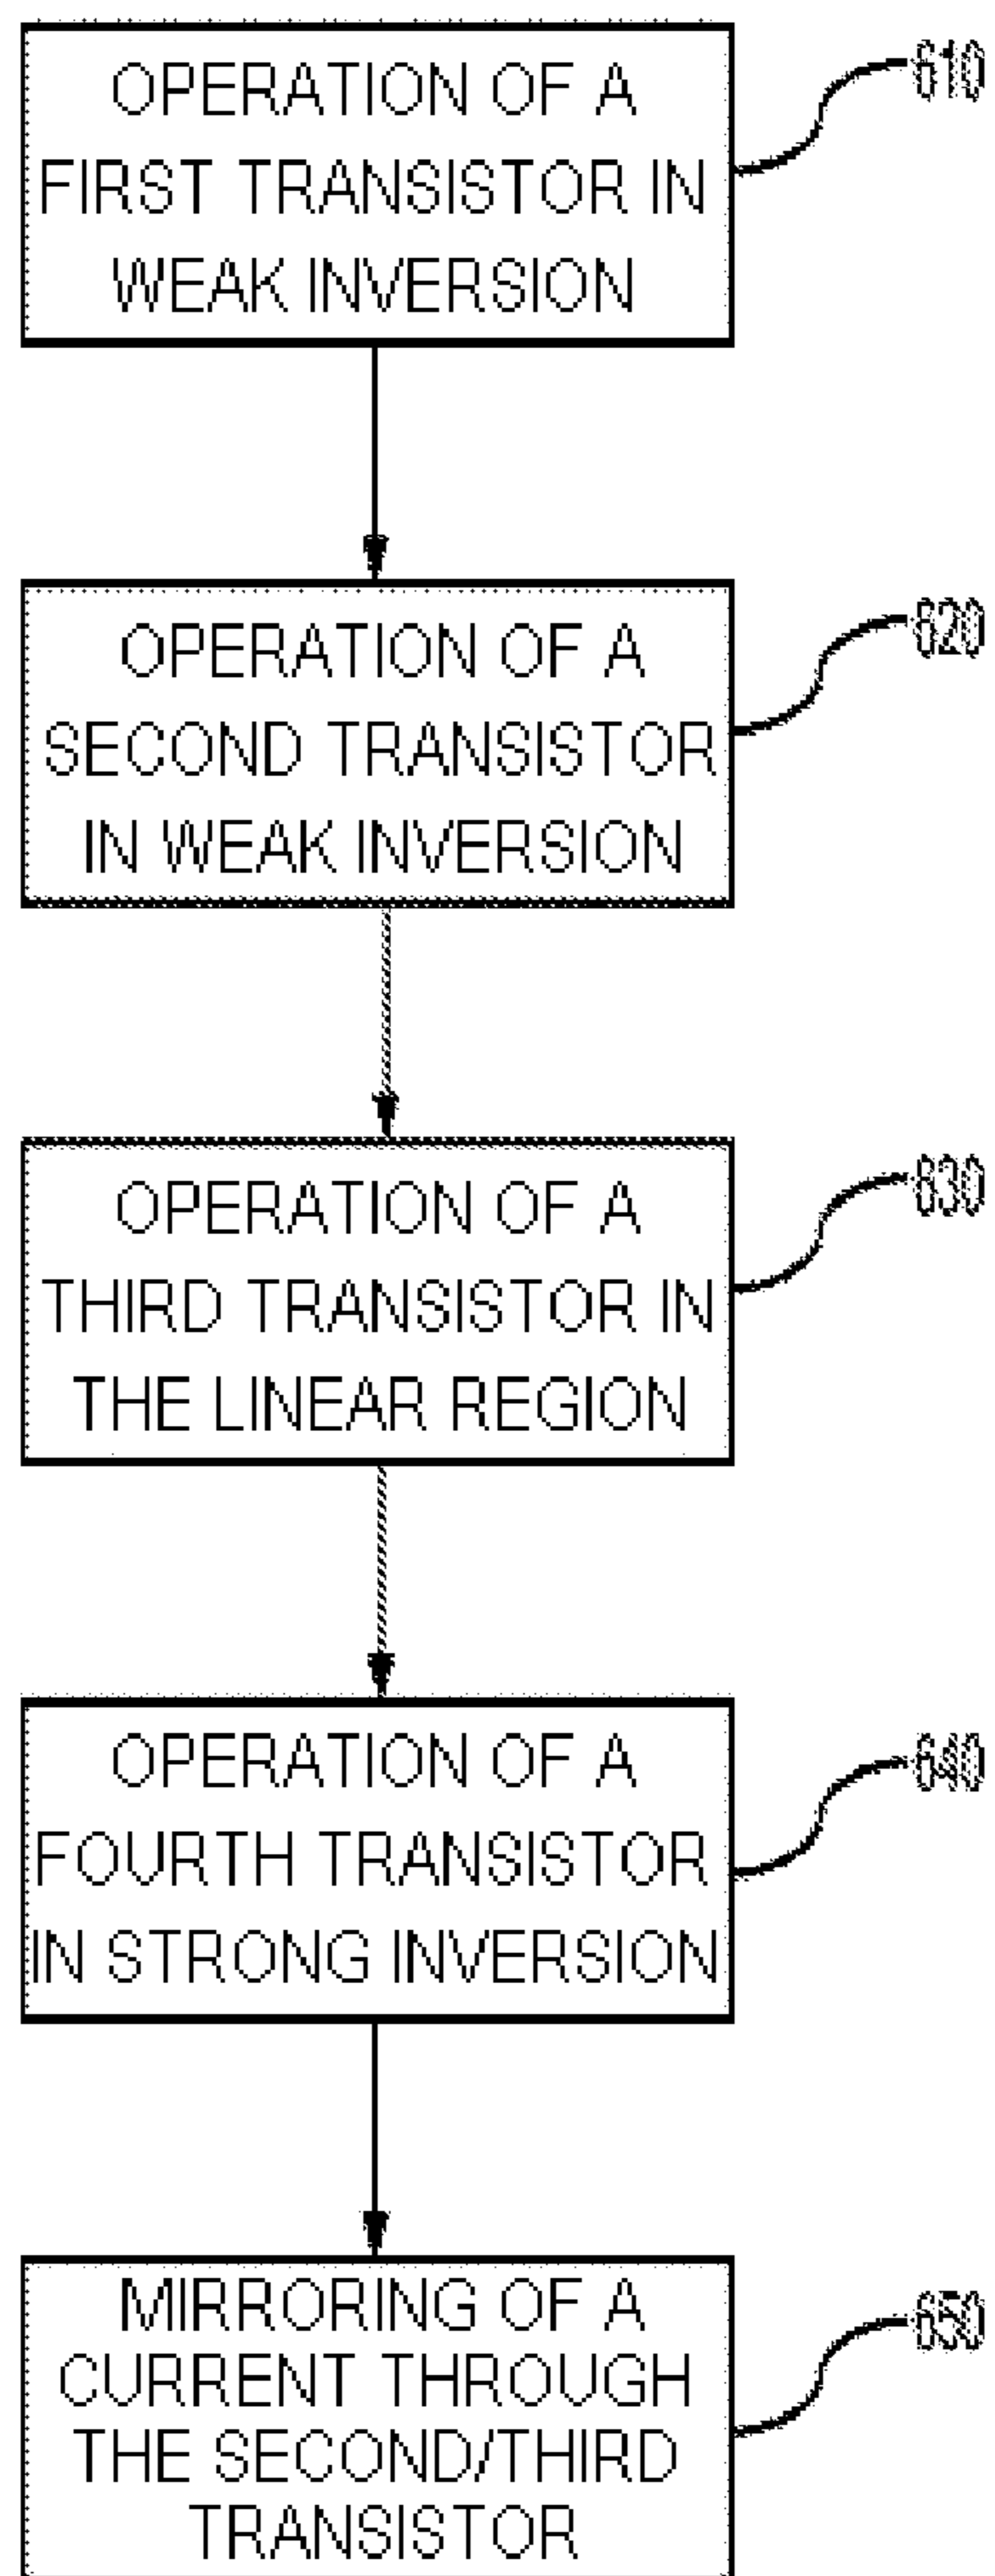 OPERATION OF A
FIRST TRANSISTOR IN
WEAK INVERSION
610
OPERATION OF A
SECOND TRANSISTOR
IN WEAK INVERSION
620
OPERATION OF A
THIRD TRANSISTOR IN
THE LINEAR REGION
630
OPERATION OF A
FOURTH TRANSISTOR
IN STRONG INVERSION
640
MIRRORING OF A
CURRENT THROUGH
THE SECOND/THIRD
TRANSISTOR
650